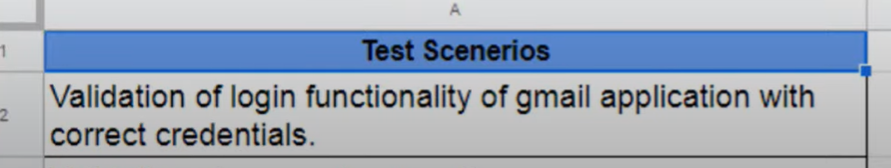 A
1
Test Scenerios
2
Validation of login functionality of gmail application with
correct credentials.